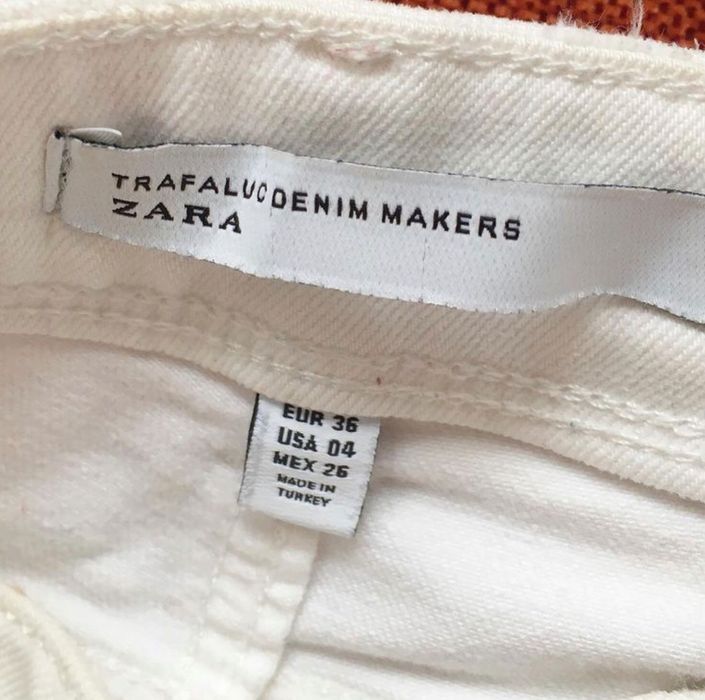 TRAFALUC DENIM MAKERS
ZARA
EUR 36
USA 04
MEX 26
MADE IN
TURKEY